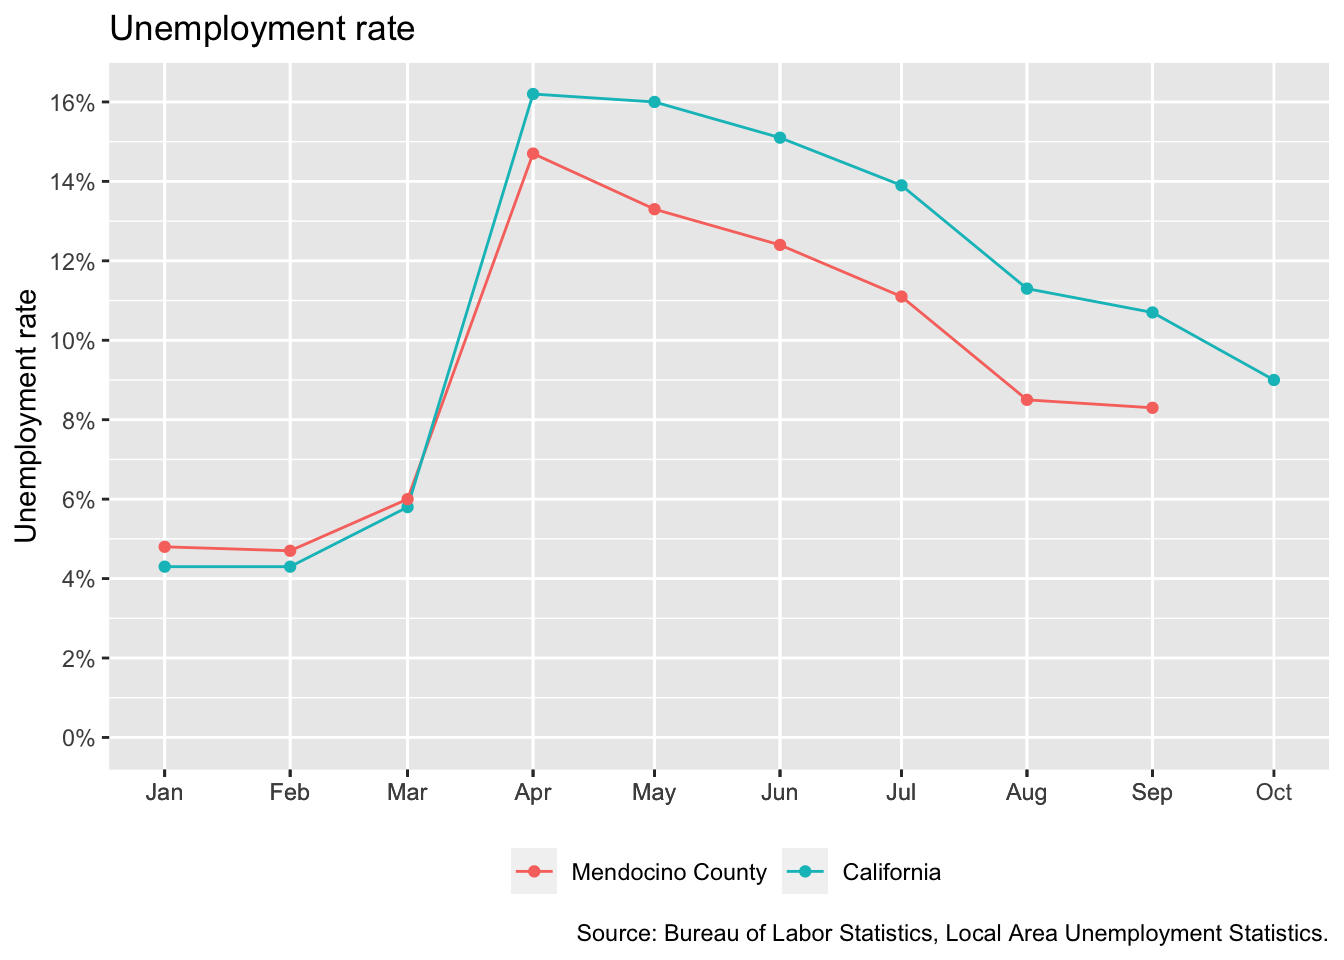 Unemployment rate
Unemployment rate
16%
14%
12%
10%
8%
6%
4%
2%
0%
Jan Feb Mar Apr May Jun Jul Aug Sep Oct
Mendocino County California
Source: Bureau of Labor Statistics, Local Area Unemployment Statistics.